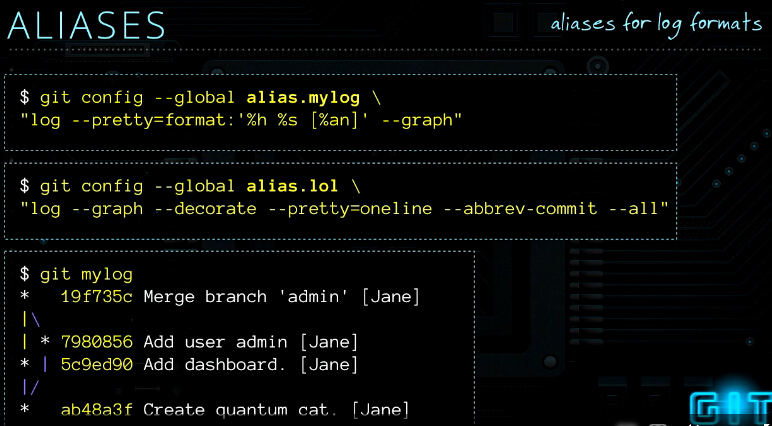 ALIASES
aliases for log formats
$ git config --global alias.mylog \
"log --pretty=format:'%h %s [%an]' --graph"
$ git config --global alias.lol \
"log --graph --decorate --pretty=oneline --abbrev-commit --all"
$ git mylog
*   19f735c Merge branch 'admin' [Jane]
|\
| * 7980856 Add user admin [Jane]
* | 5c9ed90 Add dashboard. [Jane]
|/
*   ab48a3f Create quantum cat. [Jane]
GIT